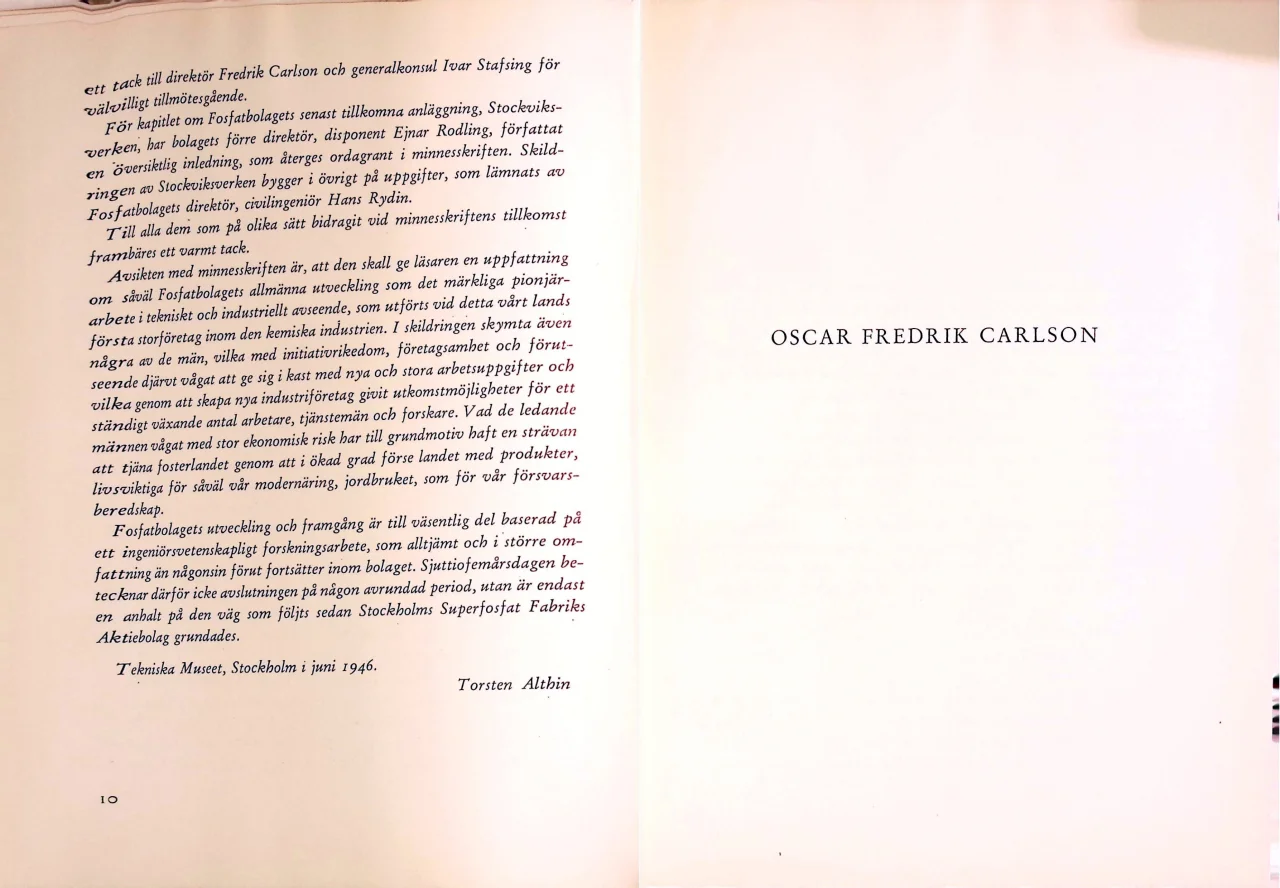 ett tack till direktör Fredrik Carlson och generalkonsul Ivar Stafsing för
välvilligt tillmötesgående.
För kapitlet om Fosfatbolagets senast tillkomna anläggning, Stockviks-
verken, har bolagets förre direktör, disponent Ejnar Rodling, författat
en översiktlig inledning, som återges ordagrant i minnesskriften. Skild-
ringen av Stockviksverken bygger i övrigt på uppgifter, som lämnats av
Fosfatbolagets direktör, civilingeniör Hans Rydin.
Till alla dem som på olika sätt bidragit vid minnesskriftens tillkomst
frambäres ett varmt tack.
Avsikten med minnesskriften är, att den skall ge läsaren en uppfattning
om såväl Fosfatbolagets allmänna utveckling som det märkliga pionjär-
arbete i tekniskt och industriellt avseende, som utförts vid detta vårt lands
första storföretag inom den kemiska industrien. I skildringen skymta även
några av de män, vilka med initiativrikedom, företagsamhet och förut-
seende djärvt vågat att ge sig i kast med nya och stora arbetsuppgifter och
vilka genom att skapa nya industriföretag givit utkomstmöjligheter för ett
ständigt växande antal arbetare, tjänstemän och forskare. Vad de ledande
männen vågat med stor ekonomisk risk har till grundmotiv haft en strävan
att tjäna fosterlandet genom att i ökad grad förse landet med produkter,
livsviktiga för såväl vår modernäring, jordbruket, som för vår försvars-
beredskap.
Fosfatbolagets utveckling och framgång är till väsentlig del baserad på
ett ingeniörsvetenskapligt forskningsarbete, som alltjämt och i större om-
fattning än någonsin förut fortsätter inom bolaget. Sjuttiofemårsdagen be-
tecknar därför icke avslutningen på någon avrundad period, utan är endast
en anhalt på den väg som följts sedan Stockholms Superfosfat Fabriks
Aktiebolag grundades.
Tekniska Museet, Stockholm i juni 1946.
Torsten Althin
10
OSCAR FREDRIK CARLSON